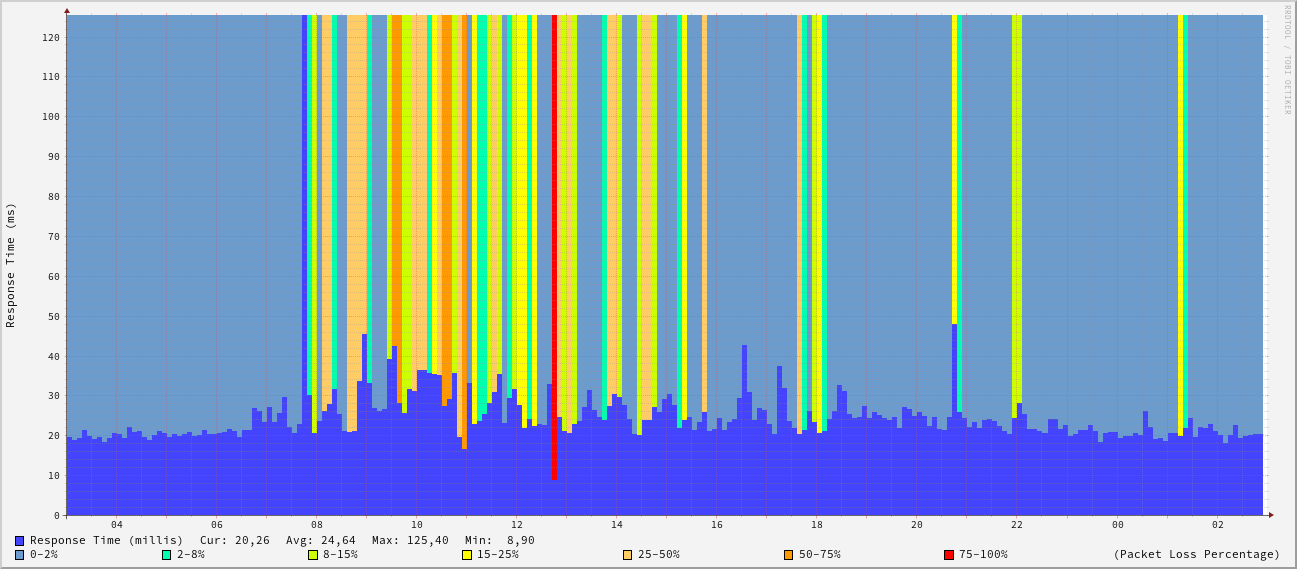 RRDTOOL / TOBI OETIKER
Response Time (ms)
120
110
100
90
80
70
60
50
40
30
20
10
0
04 06 08 10 12 14 16 18 20 22 00 02
Response Time (millis) Cur: 20,26 Avg: 24,64 Max: 125,40 Min: 8,90
0-2% 2-8% 8-15% 15-25% 25-50% 50-75% 75-100% (Packet Loss Percentage)